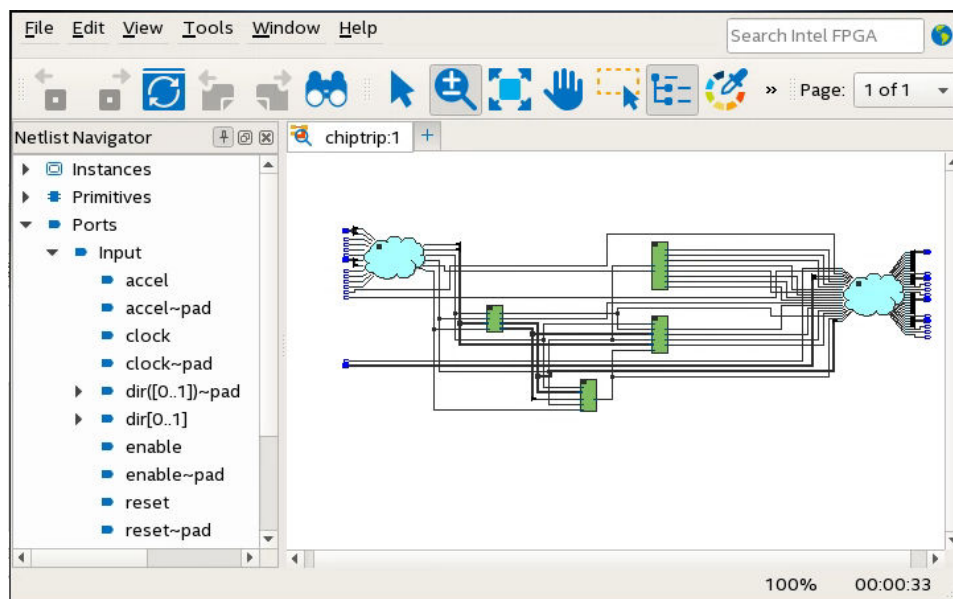 File Edit View Tools Window Help
Search Intel FPGA
» Page: 1 of 1
Netlist Navigator
chiptrip:1 +
Instances
Primitives
Ports
Input
accel
accel~pad
clock
clock~pad
dir([0..1])~pad
dir[0..1]
enable
enable~pad
reset
reset~pad
100% 00:00:33